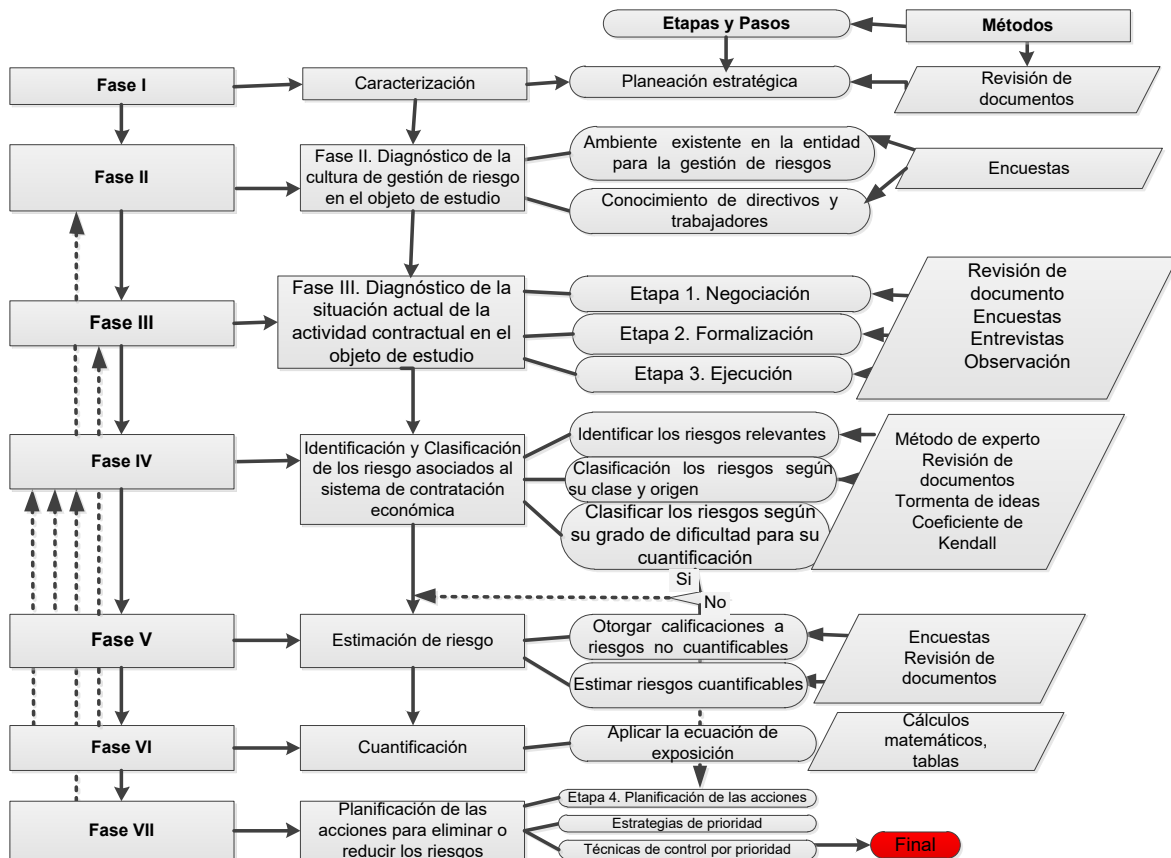 Etapas y Pasos
Métodos
Fase I
Caracterización
Planeación estratégica
Revisión de
documentos
Fase II
Fase II. Diagnóstico de la
cultura de gestión de riesgo
en el objeto de estudio
Ambiente existente en la entidad
para la gestión de riesgos
Conocimiento de directivos y
trabajadores
Encuestas
Fase III
Fase III. Diagnóstico de la
situación actual de la
actividad contractual en el
objeto de estudio
Etapa 1. Negociación
Etapa 2. Formalización
Etapa 3. Ejecución
Revisión de
documento
Encuestas
Entrevistas
Observación
Fase IV
Identificación y Clasificación
de los riesgo asociados al
sistema de contratación
económica
Identificar los riesgos relevantes
Clasificación los riesgos según
su clase y origen
Clasificar los riesgos según
su grado de dificultad para su
cuantificación
Método de experto
Revisión de
documentos
Tormenta de ideas
Coeficiente de
Kendall
Si
No
Fase V
Estimación de riesgo
Otorgar calificaciones a
riesgos no cuantificables
Estimar riesgos cuantificables
Encuestas
Revisión de
documentos
Fase VI
Cuantificación
Aplicar la ecuación de
exposición
Cálculos
matemáticos,
tablas
Fase VII
Planificación de las
acciones para eliminar o
reducir los riesgos
Etapa 4. Planificación de las acciones
Estrategias de prioridad
Técnicas de control por prioridad
Final